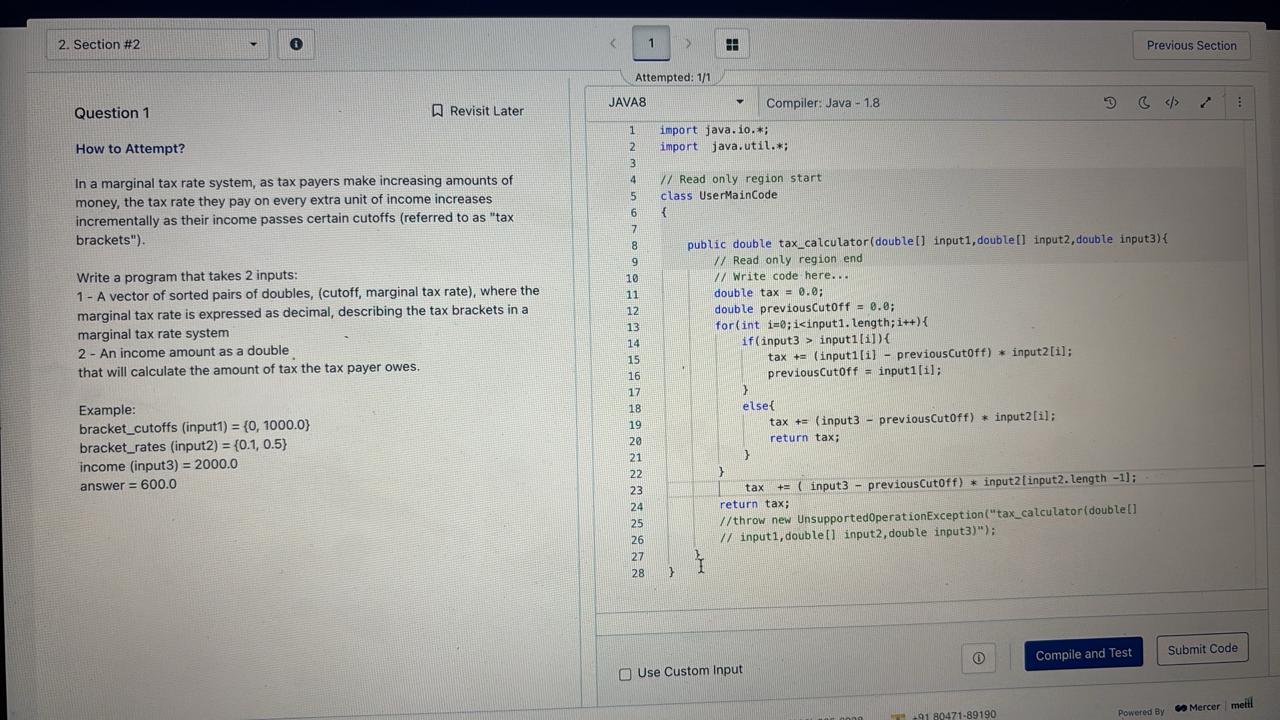 2. Section #2
1
Previous Section
Attempted: 1/1
Question 1
Revisit Later
How to Attempt?
In a marginal tax rate system, as tax payers make increasing amounts of
money, the tax rate they pay on every extra unit of income increases
incrementally as their income passes certain cutoffs (referred to as "tax
brackets").
Write a program that takes 2 inputs:
1 - A vector of sorted pairs of doubles, (cutoff, marginal tax rate), where the
marginal tax rate is expressed as decimal, describing the tax brackets in a
marginal tax rate system
2 - An income amount as a double
that will calculate the amount of tax the tax payer owes.
Example:
bracket_cutoffs (input1) = {0, 1000.0}
bracket_rates (input2) = {0.1, 0.5}
income (input3) = 2000.0
answer = 600.0
JAVA8
Compiler: Java - 1.8
1 import java.io.*;
2 import  java.util.*;
3
4 // Read only region start
5 class UserMainCode
6 {
7
8     public double tax_calculator(double[] input1,double[] input2,double input3){
9         // Read only region end
10         // Write code here...
11         double tax = 0.0;
12         double previousCutOff = 0.0;
13         for(int i=0;i<input1.length;i++){
14             if(input3 > input1[i]){
15                 tax += (input1[i] - previousCutOff) * input2[i];
16                 previousCutOff = input1[i];
17             }
18             else{
19                 tax += (input3 - previousCutOff) * input2[i];
20                 return tax;
21             }
22         }
23             tax  += ( input3 - previousCutOff) * input2[input2.length -1];
24         return tax;
25         //throw new UnsupportedOperationException("tax_calculator(double[]
26         // input1,double[] input2,double input3)");
27     }
28 }
Use Custom Input
Compile and Test
Submit Code
+91 80471-89190
Powered By
Mercer | mettl